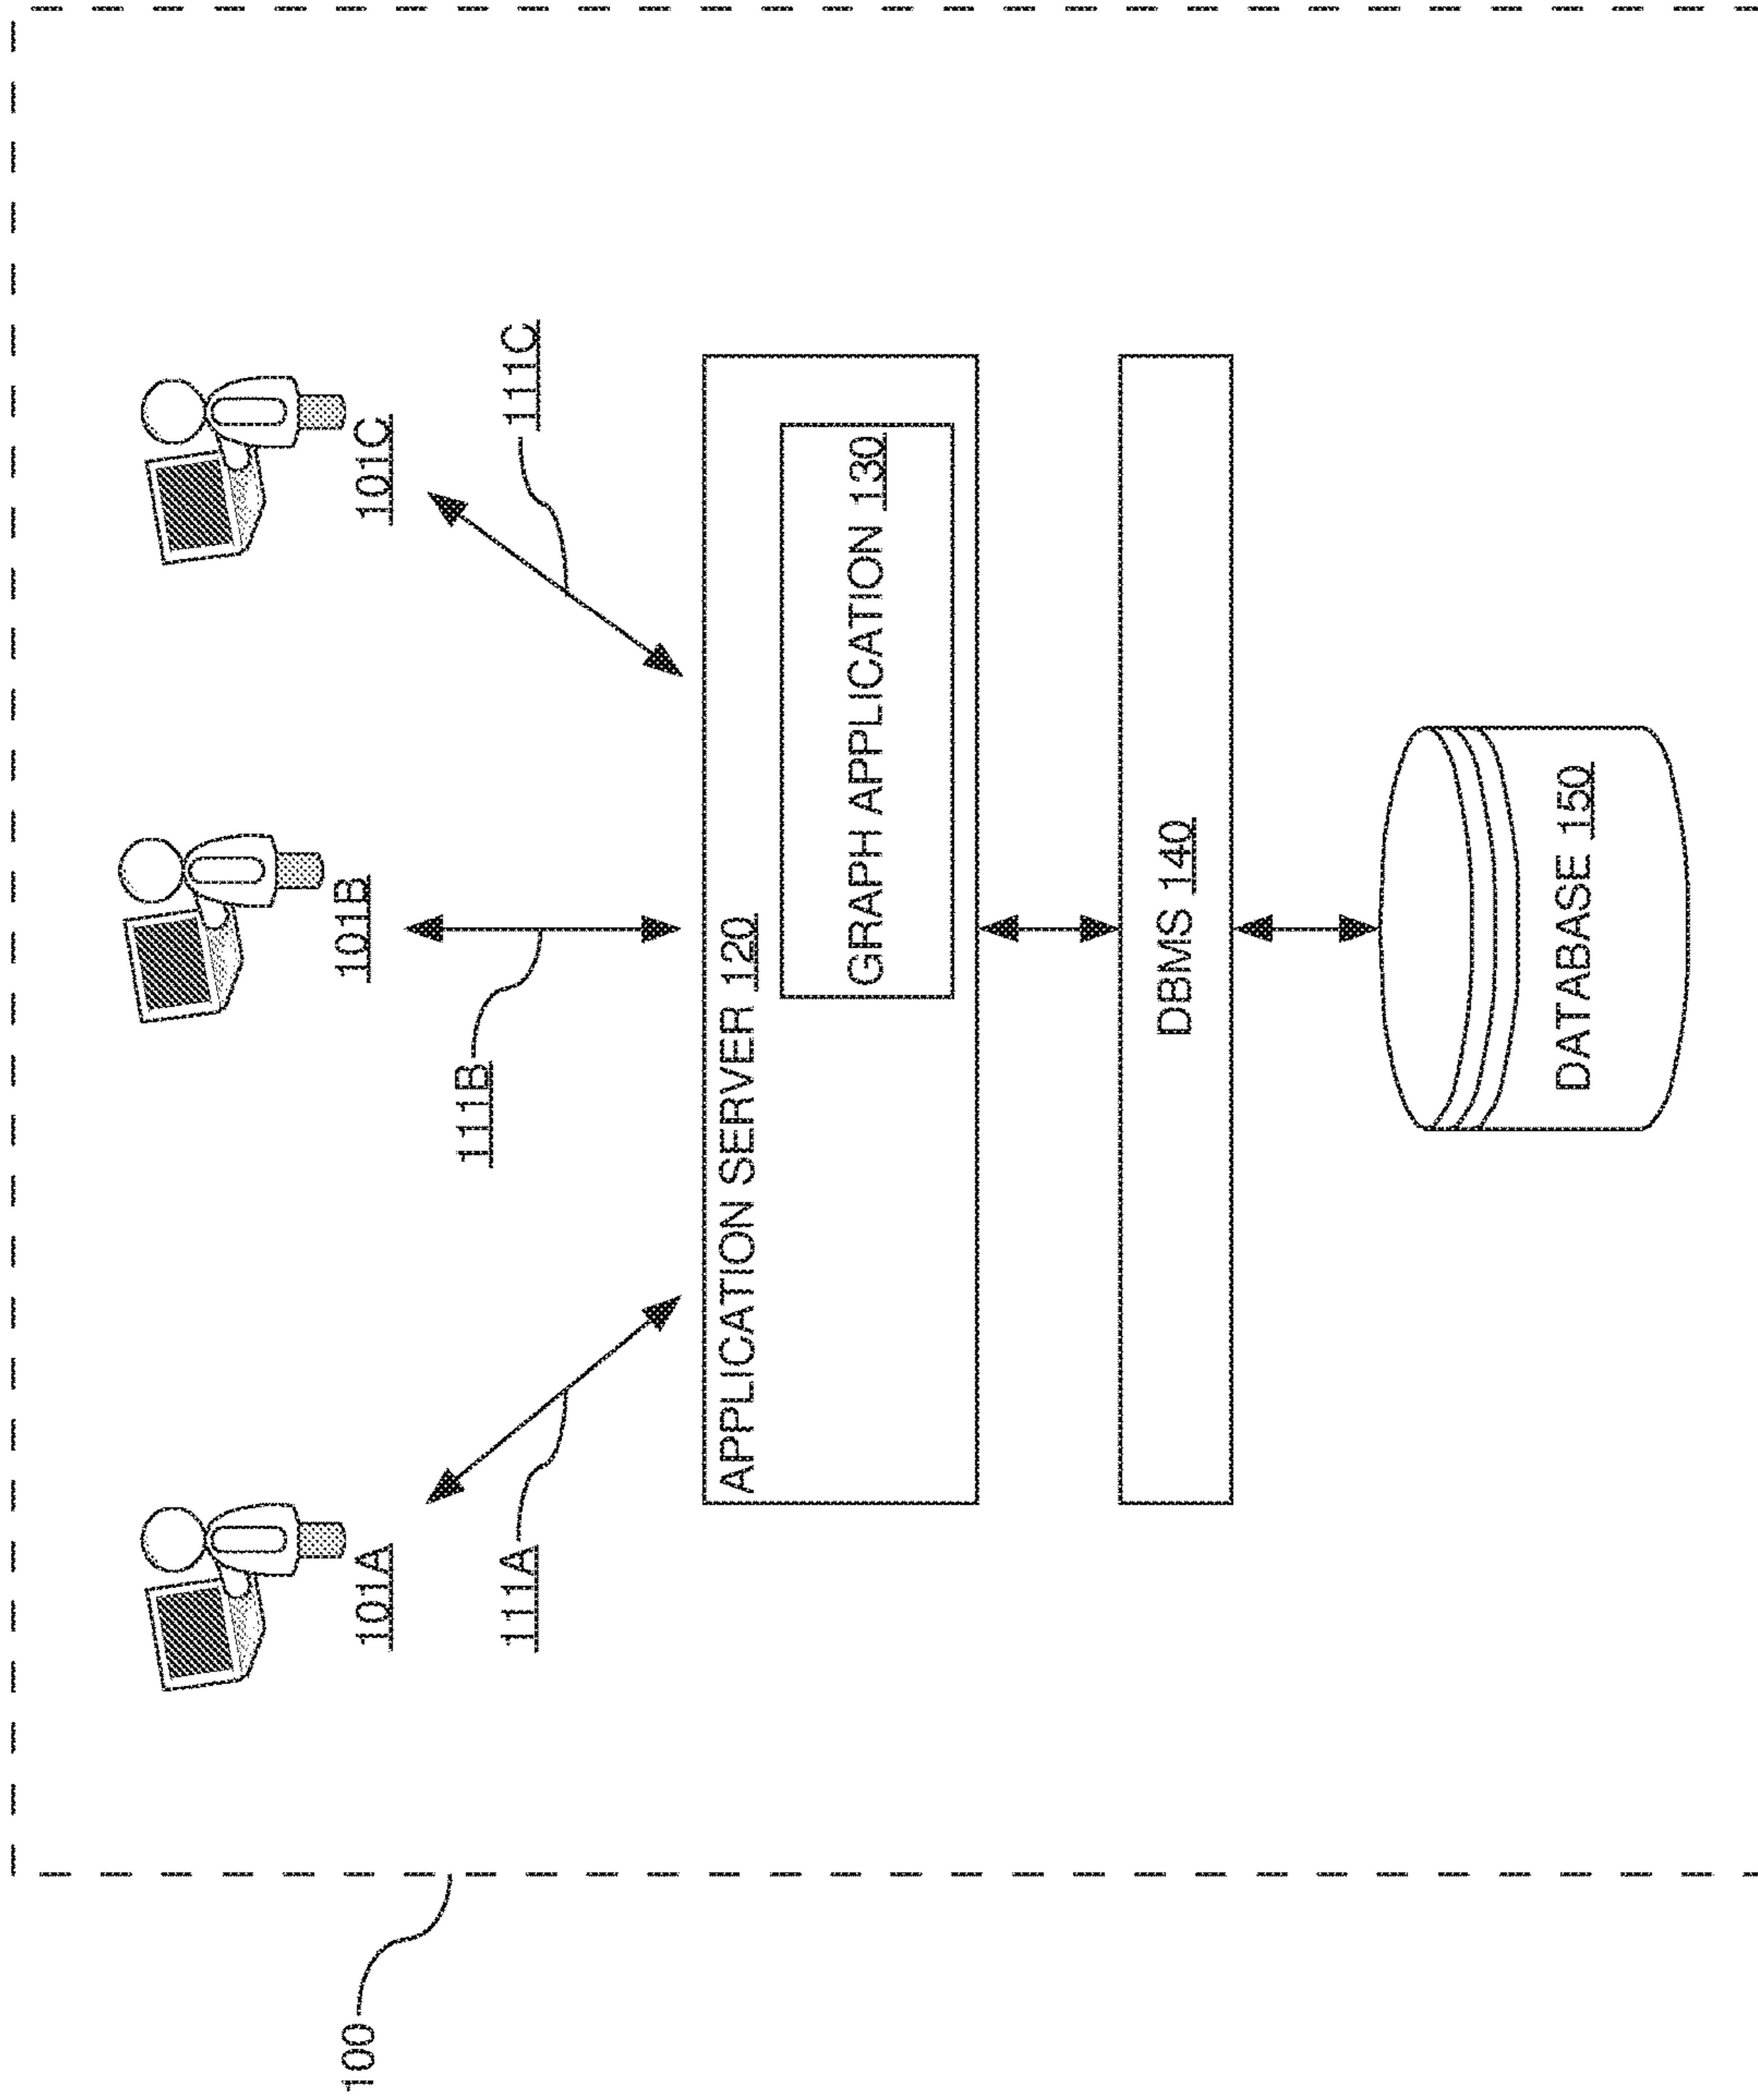 100
101A
101B
101C
111A
111B
111C
APPLICATION SERVER 120
GRAPH APPLICATION 130
DBMS 140
DATABASE 150